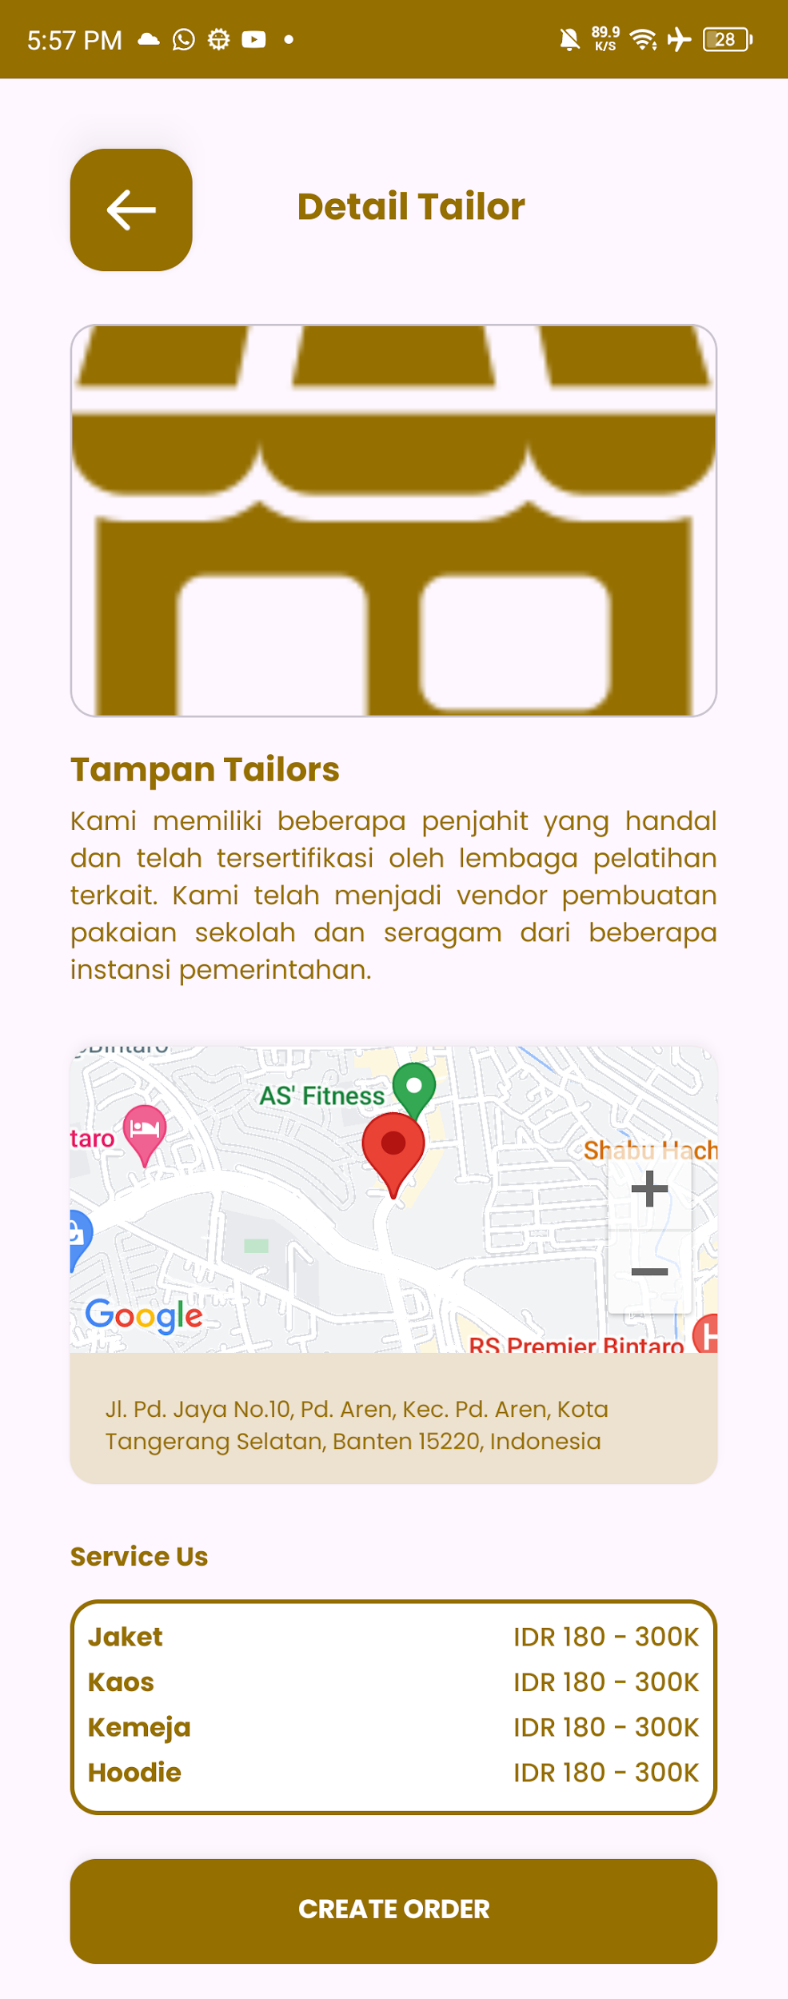 5:57 PM
89.9
K/S
28
Detail Tailor
Tampan Tailors
Kami memiliki beberapa penjahit yang handal
dan telah tersertifikasi oleh lembaga pelatihan
terkait. Kami telah menjadi vendor pembuatan
pakaian sekolah dan seragam dari beberapa
instansi pemerintahan.
Bintaro
AS' Fitness
taro
Shabu Hach
+
−
Google
RS Premier Bintaro
H
Jl. Pd. Jaya No.10, Pd. Aren, Kec. Pd. Aren, Kota
Tangerang Selatan, Banten 15220, Indonesia
Service Us
Jaket IDR 180 - 300K
Kaos IDR 180 - 300K
Kemeja IDR 180 - 300K
Hoodie IDR 180 - 300K
CREATE ORDER